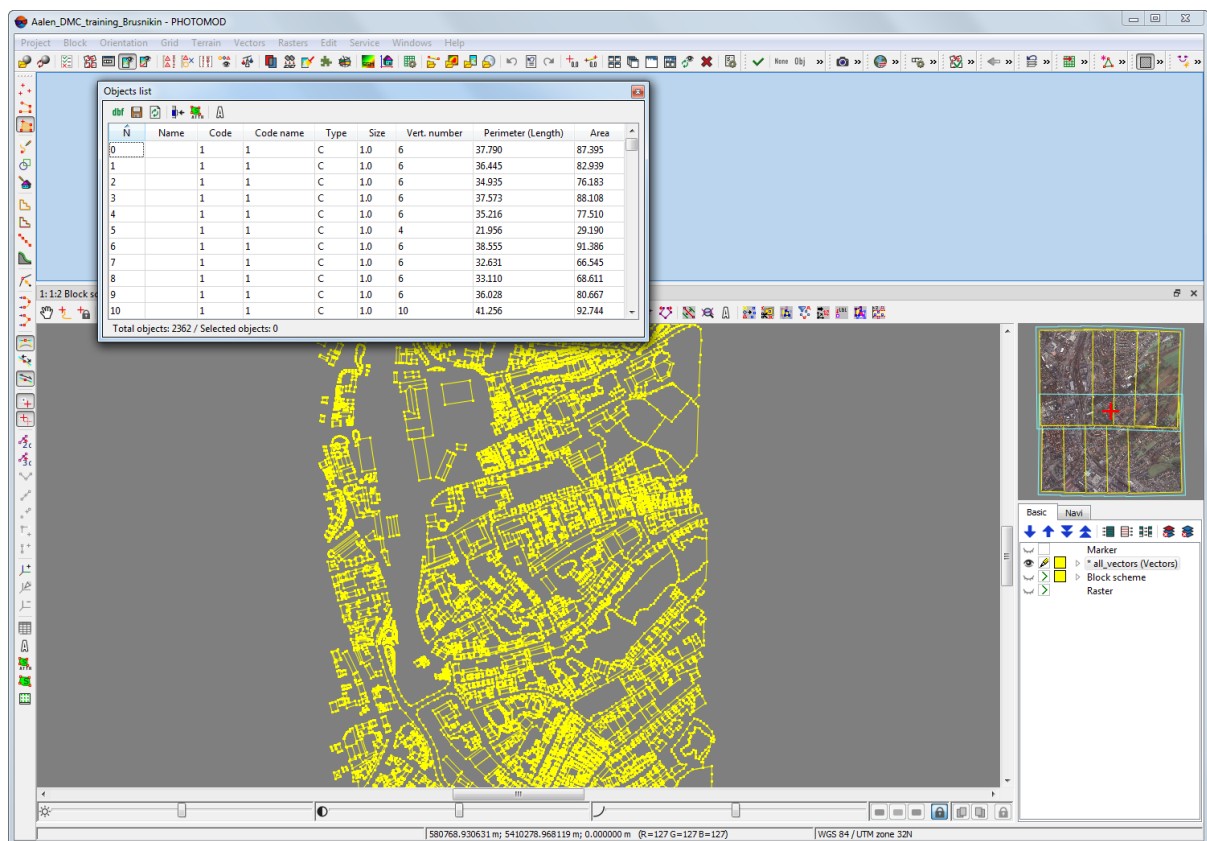 Aalen_DMC_training_Brusnikin - PHOTOMOD
Project Block Orientation Grid Terrain Vectors Rasters Edit Service Windows Help
None Obj » » » » » » » » » » »
Objects list
dbf ATTR
N Name Code Code name Type Size Vert. number Perimeter (Length) Area
0 1 1 C 1.0 6 37.790 87.395
1 1 1 C 1.0 6 36.445 82.939
2 1 1 C 1.0 6 34.935 76.183
3 1 1 C 1.0 6 37.573 88.108
4 1 1 C 1.0 6 35.216 77.510
5 1 1 C 1.0 4 21.956 29.190
6 1 1 C 1.0 6 38.555 91.386
7 1 1 C 1.0 6 32.631 66.545
8 1 1 C 1.0 6 33.110 68.611
9 1 1 C 1.0 6 36.028 80.667
10 1 1 C 1.0 10 41.256 92.744
Total objects: 2362 / Selected objects: 0
1: 1:2 Block
Basic Navi
Marker
* all_vectors (Vectors)
Block scheme
Raster
2c
3c
ATTR
580768.930631 m; 5410278.968119 m; 0.000000 m (R=127 G=127 B=127)
WGS 84 / UTM zone 32N